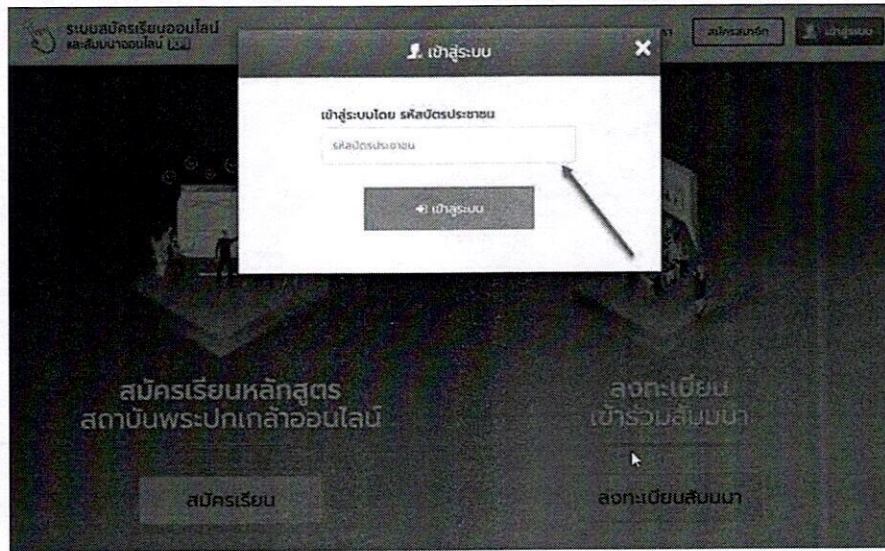 ระบบสมัครเรียนออนไลน์
และสัมมนาออนไลน์
สมัครสมาชิก
เข้าสู่ระบบ
เข้าสู่ระบบ
เข้าสู่ระบบโดย รหัสบัตรประชาชน
รหัสบัตรประชาชน
เข้าสู่ระบบ
สมัครเรียนหลักสูตร
สถาบันพระปกเกล้าออนไลน์
สมัครเรียน
ลงทะเบียน
เข้าร่วมสัมมนา
ลงทะเบียนสัมมนา